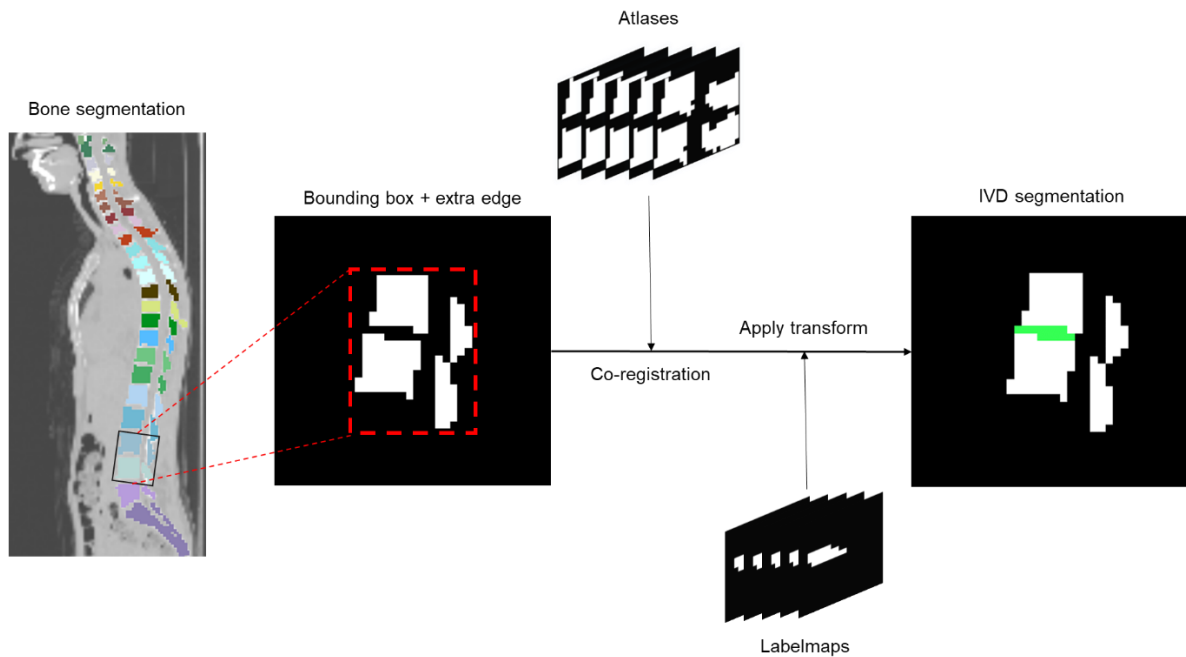 Atlases
Bone segmentation
Bounding box + extra edge
IVD segmentation
Apply transform
Co-registration
Labelmaps